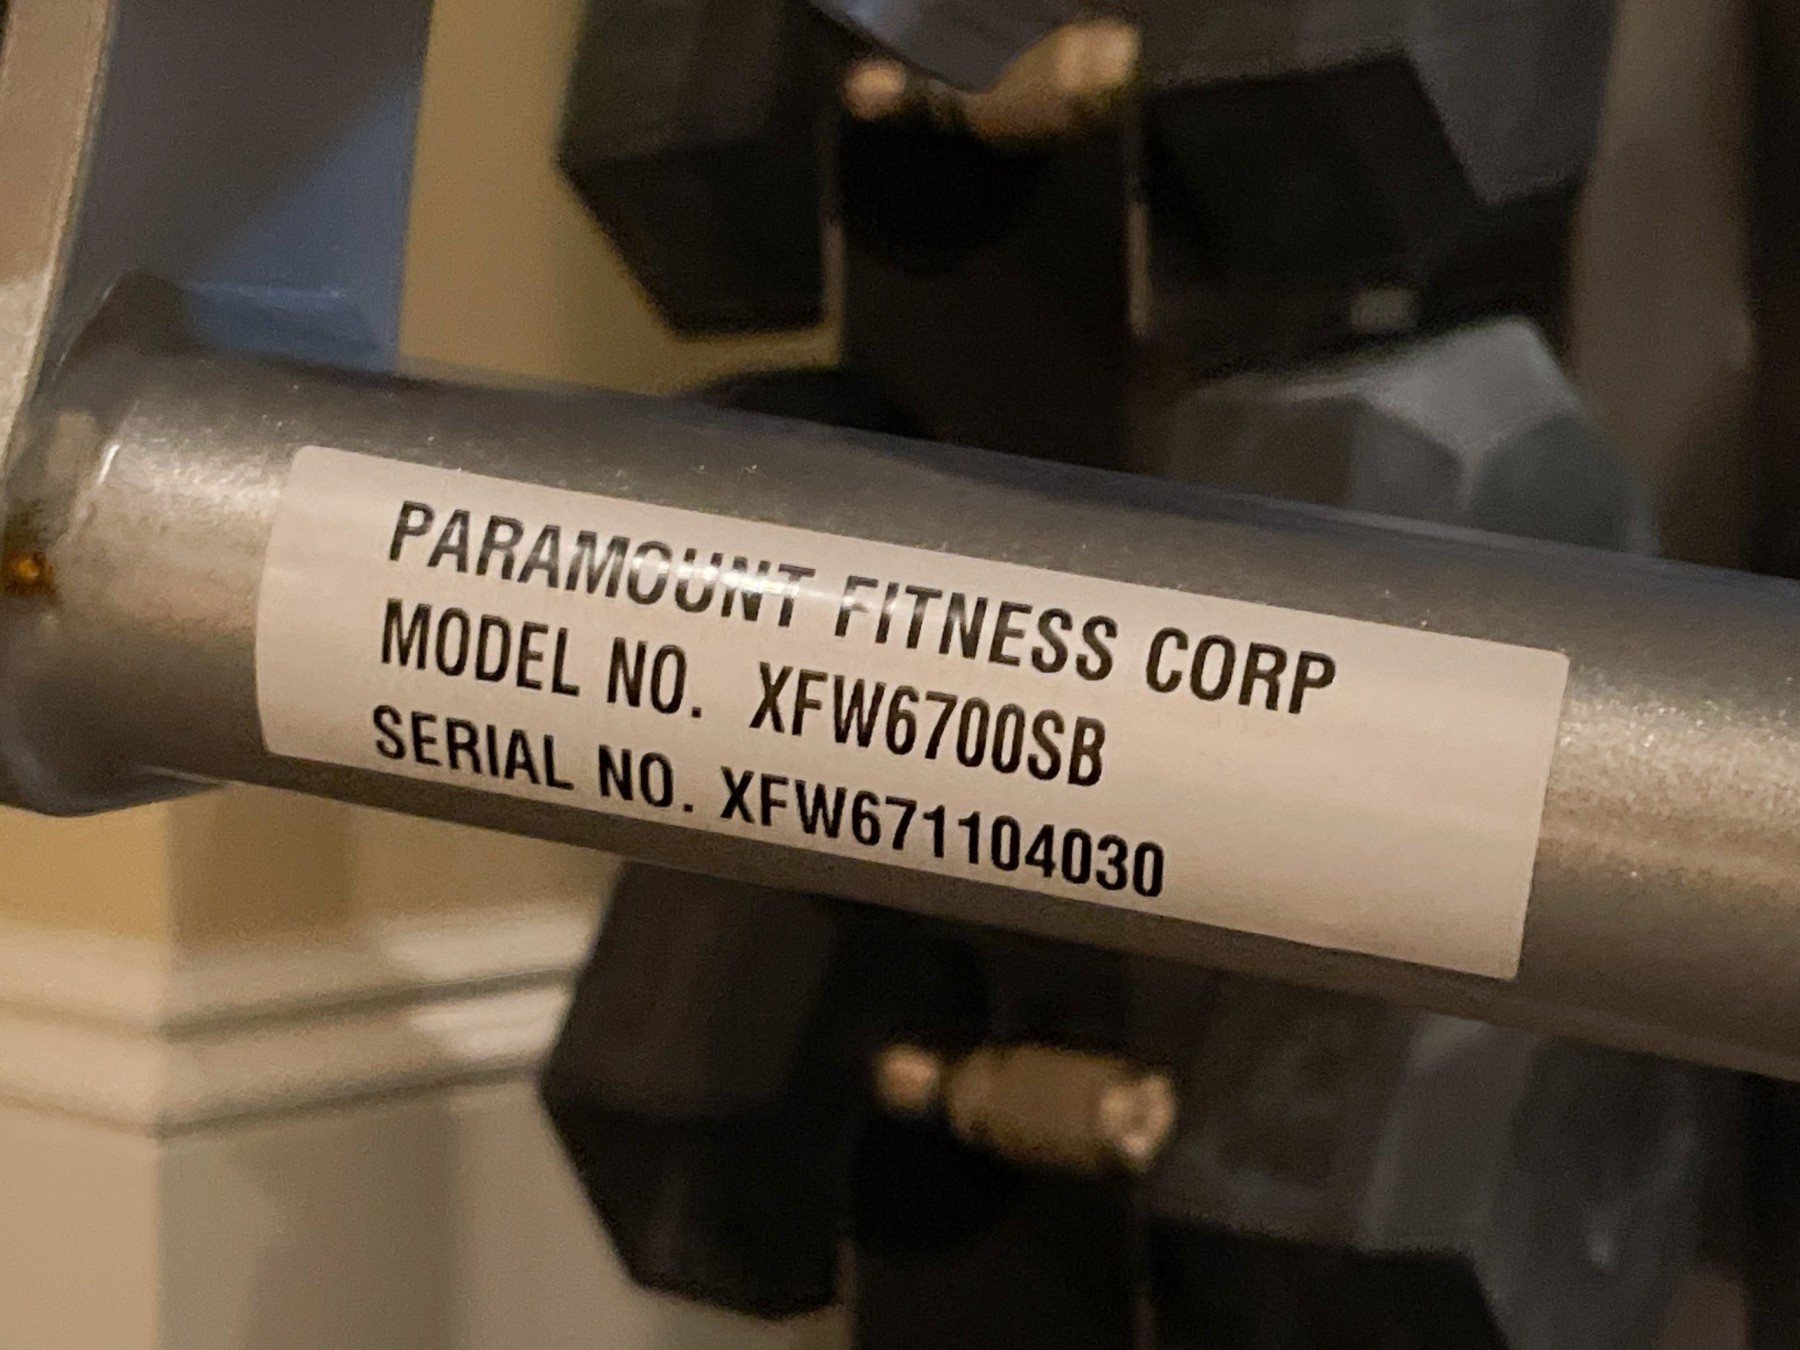 PARAMOUNT FITNESS CORP
MODEL NO. XFW6700SB
SERIAL NO. XFW671104030